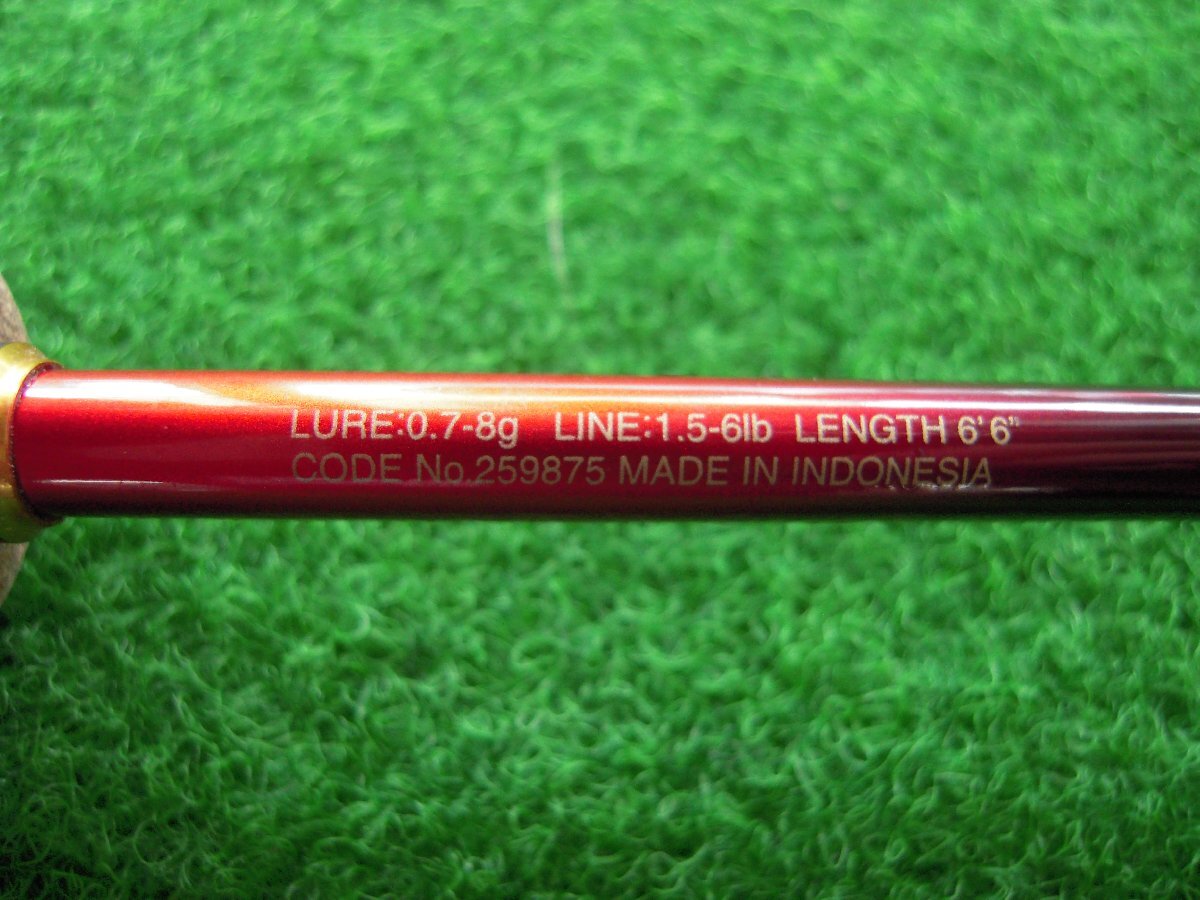 LURE:0.7-8g LINE:1.5-6lb LENGTH 6'6"
CODE No.259875 MADE IN INDONESIA